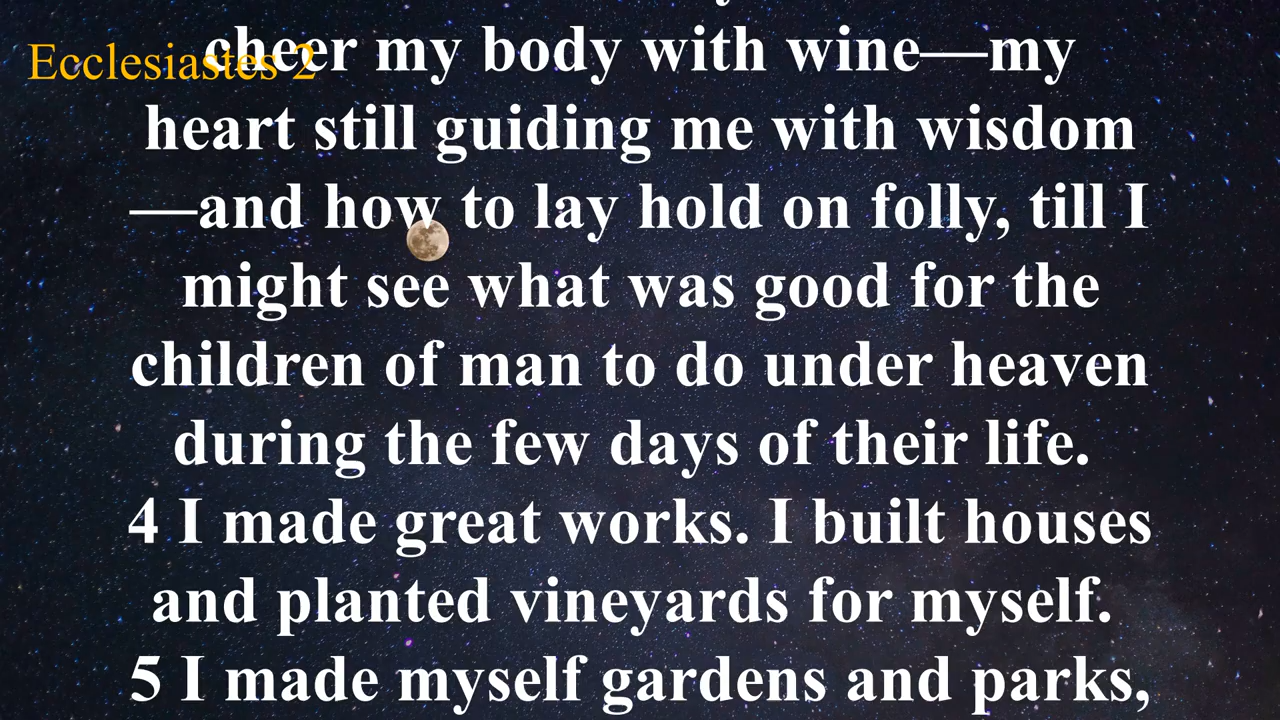 Ecclesiastes 2
cheer my body with wine—my
heart still guiding me with wisdom
—and how to lay hold on folly, till I
might see what was good for the
children of man to do under heaven
during the few days of their life.
4 I made great works. I built houses
and planted vineyards for myself.
5 I made myself gardens and parks,